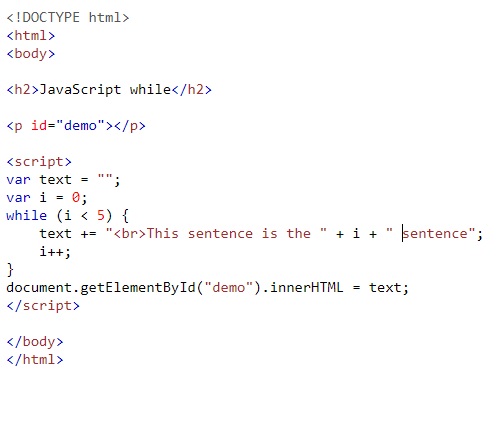 <!DOCTYPE html>
<html>
<body>

<h2>JavaScript while</h2>

<p id="demo"></p>

<script>
var text = "";
var i = 0;
while (i < 5) {
    text += "<br>This sentence is the " + i + " sentence";
    i++;
}
document.getElementById("demo").innerHTML = text;
</script>

</body>
</html>